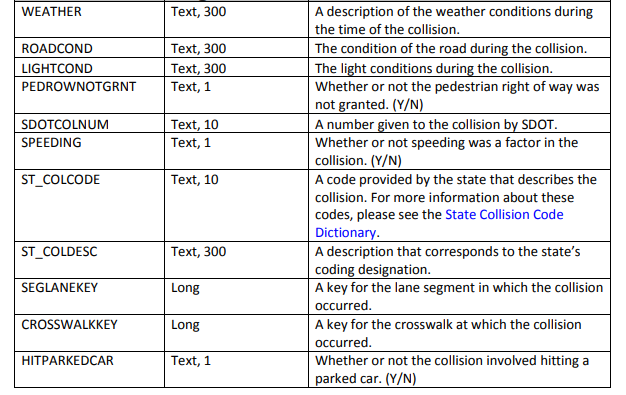 WEATHER Text, 300 A description of the weather conditions during
the time of the collision.
ROADCOND Text, 300 The condition of the road during the collision.
LIGHTCOND Text, 300 The light conditions during the collision.
PEDROWNOTGRNT Text, 1 Whether or not the pedestrian right of way was
not granted. (Y/N)
SDOTCOLNUM Text, 10 A number given to the collision by SDOT.
SPEEDING Text, 1 Whether or not speeding was a factor in the
collision. (Y/N)
ST_COLCODE Text, 10 A code provided by the state that describes the
collision. For more information about these
codes, please see the State Collision Code
Dictionary.
ST_COLDESC Text, 300 A description that corresponds to the state’s
coding designation.
SEGLANEKEY Long A key for the lane segment in which the collision
occurred.
CROSSWALKKEY Long A key for the crosswalk at which the collision
occurred.
HITPARKEDCAR Text, 1 Whether or not the collision involved hitting a
parked car. (Y/N)